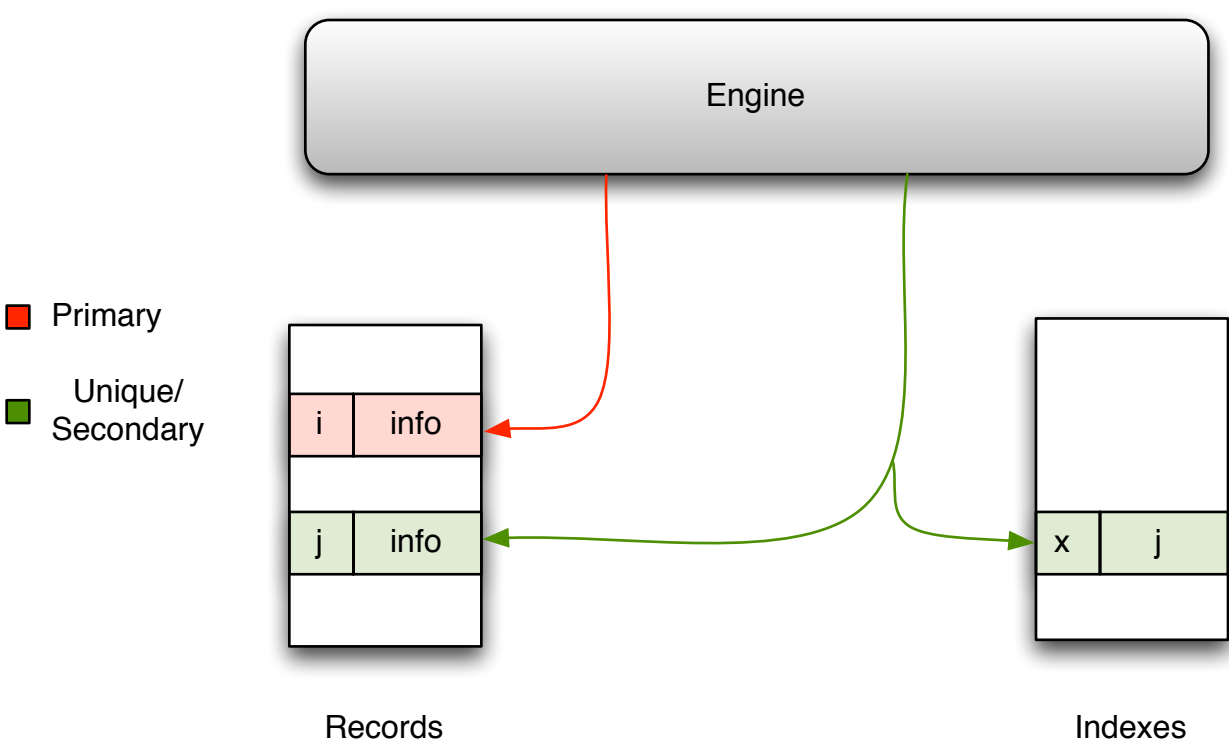 Engine
Primary
Unique/
Secondary
i info
j info
x j
Records
Indexes